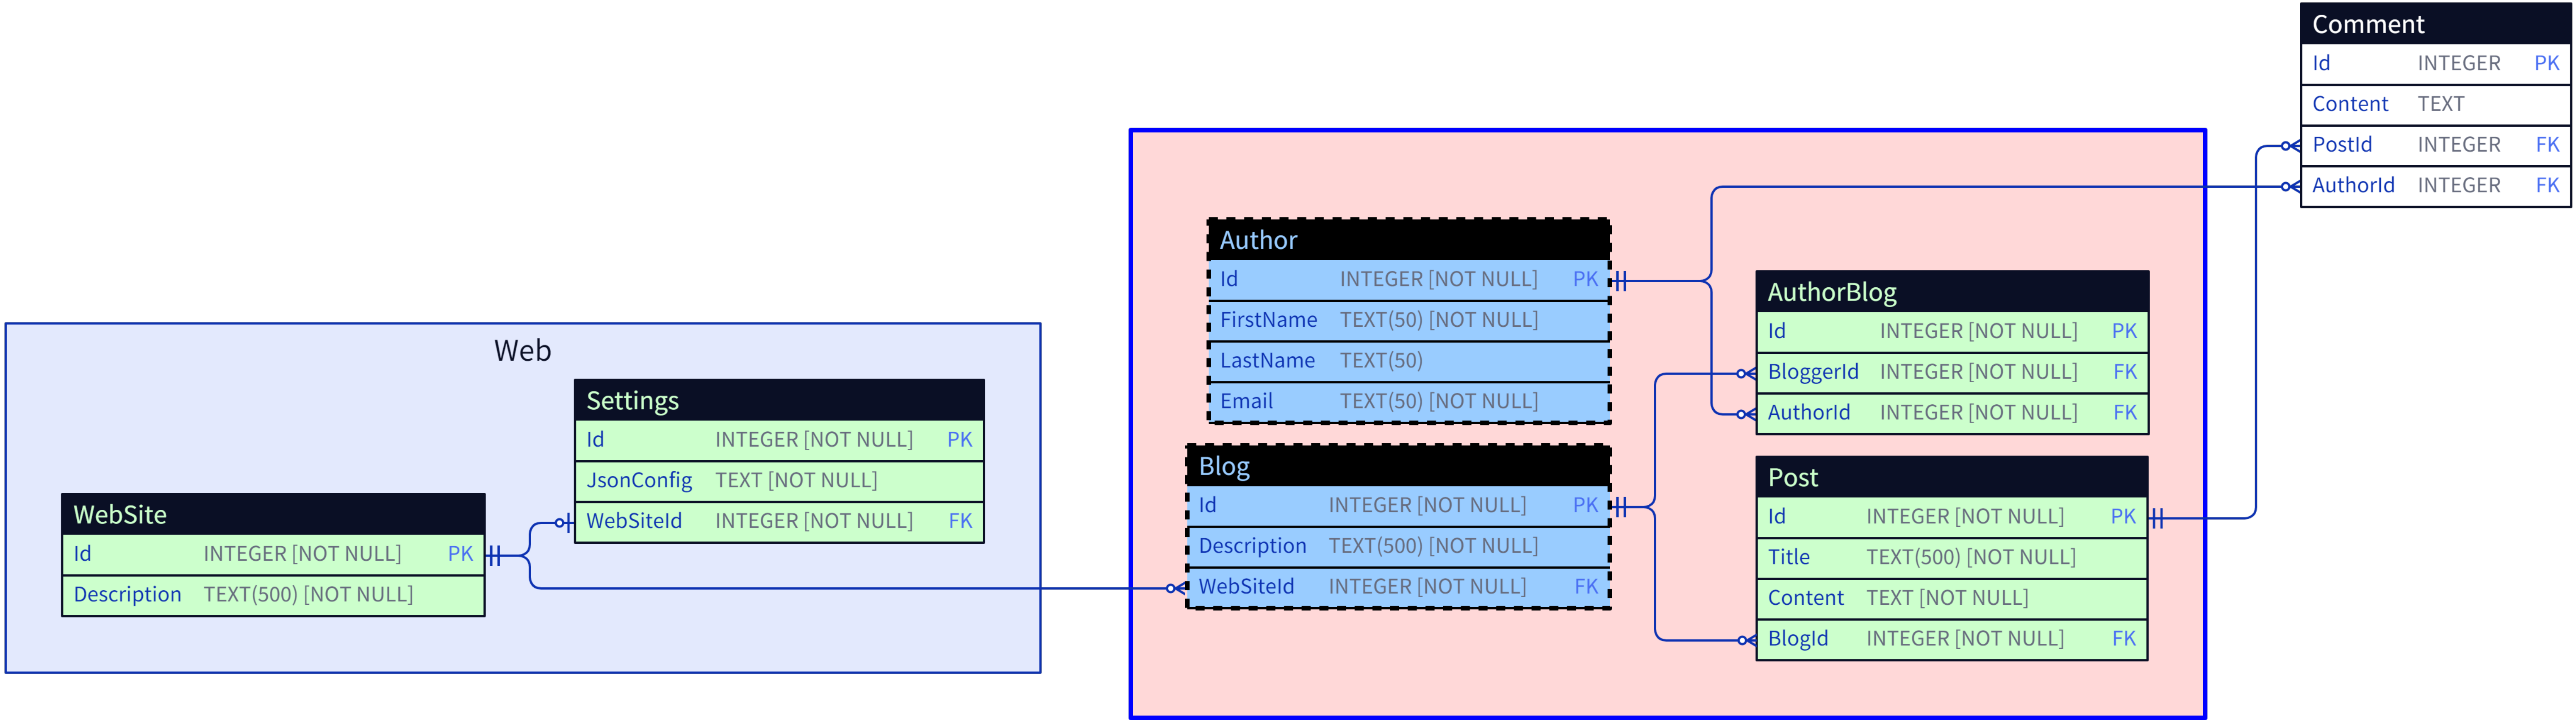 Web
WebSite
Id INTEGER [NOT NULL] PK
Description TEXT(500) [NOT NULL]
Settings
Id INTEGER [NOT NULL] PK
JsonConfig TEXT [NOT NULL]
WebSiteId INTEGER [NOT NULL] FK
Author
Id INTEGER [NOT NULL] PK
FirstName TEXT(50) [NOT NULL]
LastName TEXT(50)
Email TEXT(50) [NOT NULL]
Blog
Id INTEGER [NOT NULL] PK
Description TEXT(500) [NOT NULL]
WebSiteId INTEGER [NOT NULL] FK
AuthorBlog
Id INTEGER [NOT NULL] PK
BloggerId INTEGER [NOT NULL] FK
AuthorId INTEGER [NOT NULL] FK
Post
Id INTEGER [NOT NULL] PK
Title TEXT(500) [NOT NULL]
Content TEXT [NOT NULL]
BlogId INTEGER [NOT NULL] FK
Comment
Id INTEGER PK
Content TEXT
PostId INTEGER FK
AuthorId INTEGER FK